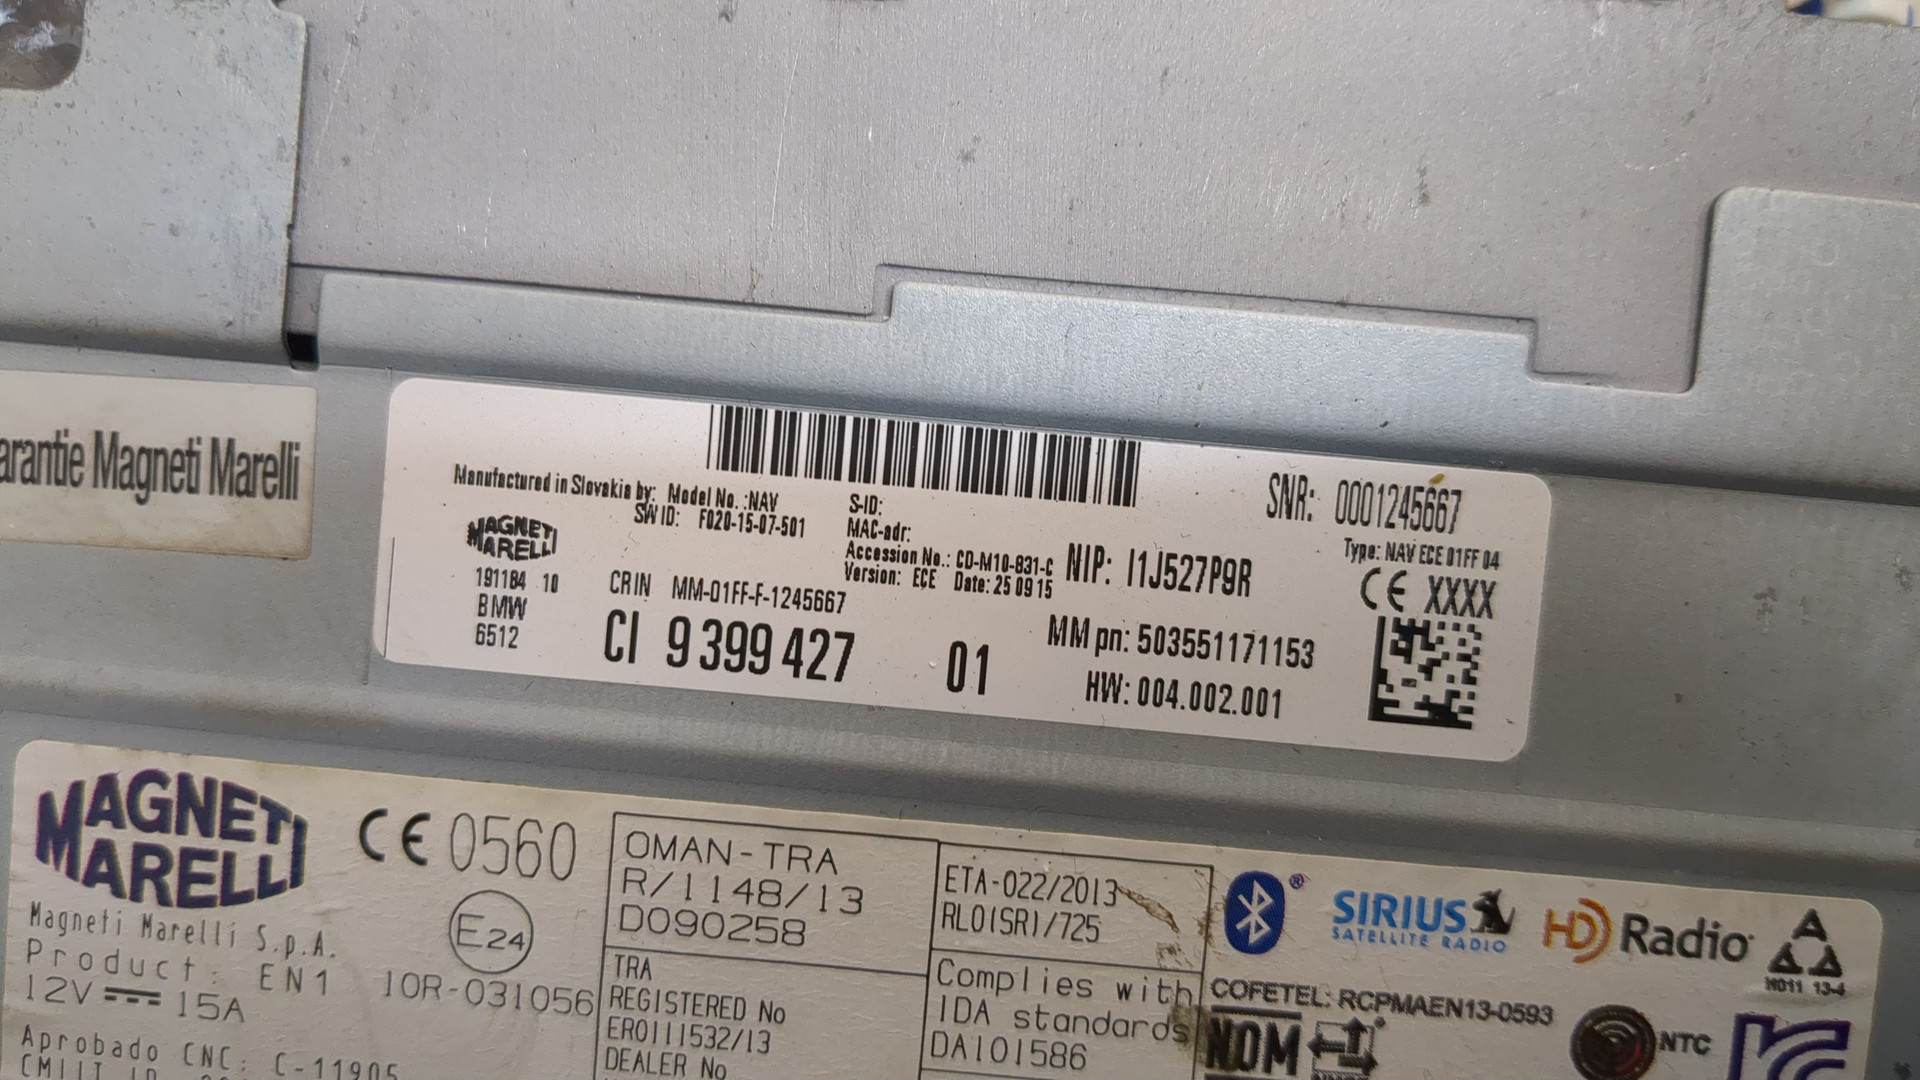 arantie Magneti Marelli
Manufactured in Slovakia by:
Model No.:NAV
SW ID: F020-15-07-501
S-ID:
MAC-adr:
Accession No.: CD-M10-831-C
Version: ECE Date: 25 09 15
NIP: I1J527P9R
SNR: 0001245667
Type: NAV ECE 01FF 04
CE XXXX
MAGNETI
MARELLI
191184 10
BMW
6512
CRIN MM-01FF-F-1245667
CI 9 399 427 01
MM pn: 503551171153
HW: 004.002.001
MAGNETI
MARELLI
Magneti Marelli S.p.A.
Product: EN1
12V 15A
Aprobado CNC: C-11905
CE 0560
E24
10R-031056
OMAN-TRA
R/1148/13
D090258
TRA
REGISTERED No
ER0111532/13
DEALER No
ETA-022/2013
RLO(SR)/725
Complies with
IDA standards
DA101586
SIRIUS
SATELLITE RADIO
HD Radio
H011 13-4
COFETEL: RCPMAEN13-0593
NOM
NTC